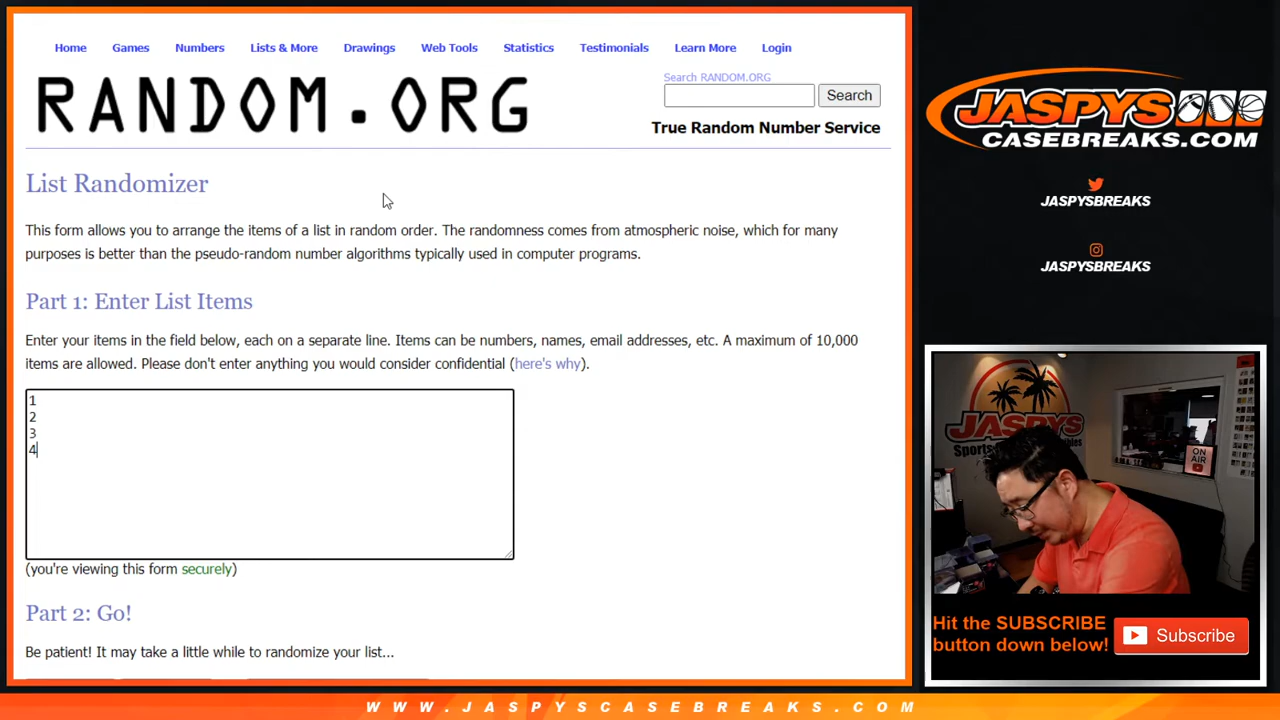 Home Games Numbers Lists & More Drawings Web Tools Statistics Testimonials Learn More Login
RANDOM.ORG
Search RANDOM.ORG
Search
True Random Number Service
List Randomizer
This form allows you to arrange the items of a list in random order. The randomness comes from atmospheric noise, which for many
purposes is better than the pseudo-random number algorithms typically used in computer programs.
Part 1: Enter List Items
Enter your items in the field below, each on a separate line. Items can be numbers, names, email addresses, etc. A maximum of 10,000
items are allowed. Please don't enter anything you would consider confidential (here's why).
1
2
3
4
(you're viewing this form securely)
Part 2: Go!
Be patient! It may take a little while to randomize your list...
JASPYS
CASEBREAKS.COM
JASPYSBREAKS
JASPYSBREAKS
JASPYS
ON
AIR
Hit the SUBSCRIBE
button down below!
Subscribe
WWW.JASPYSCASEBREAKS.COM